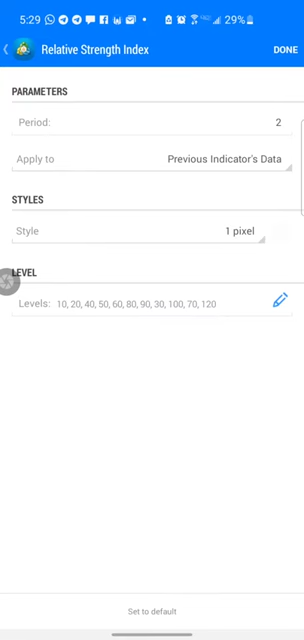 5:29
29%
Relative Strength Index
DONE
PARAMETERS
Period: 2
Apply to Previous Indicator's Data
STYLES
Style 1 pixel
LEVEL
Levels: 10, 20, 40, 50, 60, 80, 90, 30, 100, 70, 120
Set to default